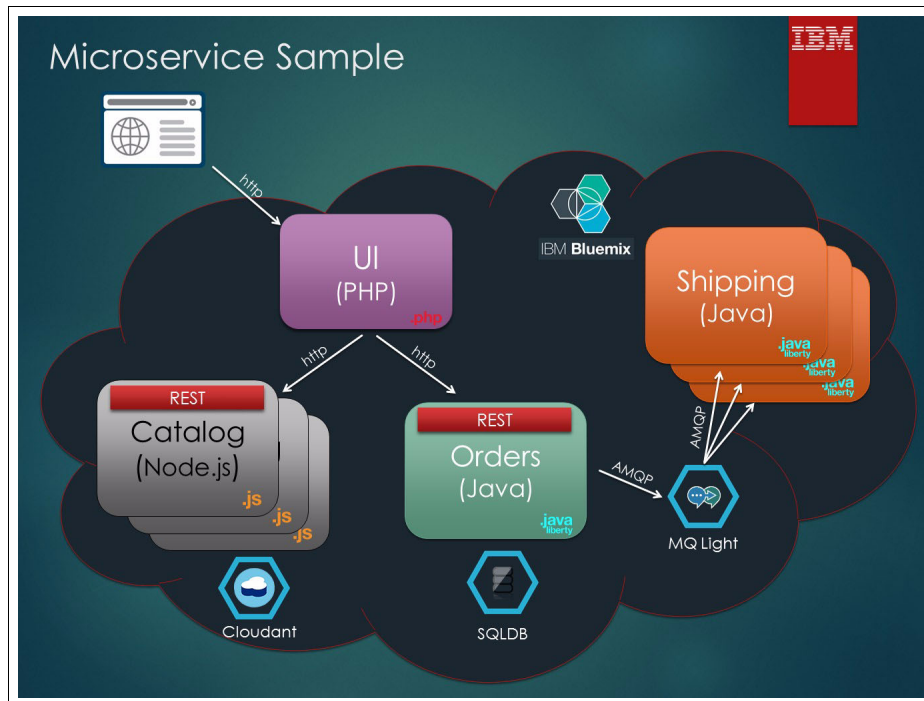 Microservice Sample
IBM
http
IBM Bluemix
UI
(PHP)
.php
Shipping
(Java)
.java
liberty
.java
liberty
.java
liberty
http
http
REST
Catalog
(Node.js)
.js
.js
.js
REST
Orders
(Java)
.java
liberty
AMQP
AMQP
MQ Light
Cloudant
SQLDB